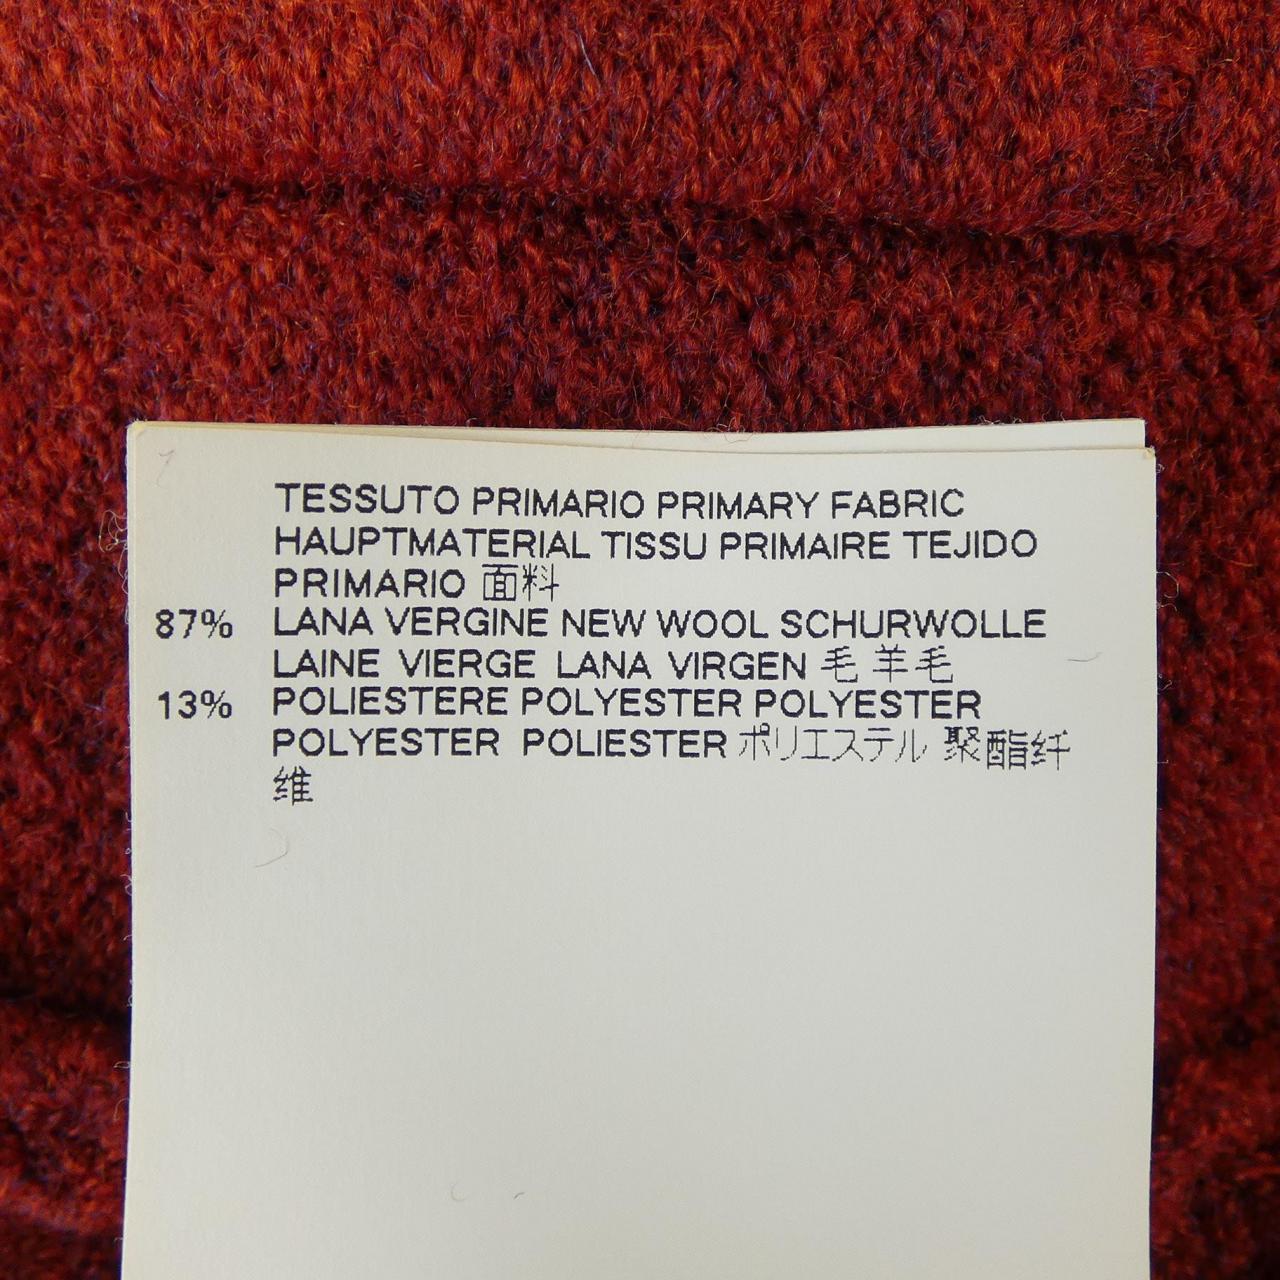 TESSUTO PRIMARIO PRIMARY FABRIC
HAUPTMATERIAL TISSU PRIMAIRE TEJIDO
PRIMARIO 面料
87% LANA VERGINE NEW WOOL SCHURWOLLE
LAINE VIERGE LANA VIRGEN 毛 羊毛
13% POLIESTERE POLYESTER POLYESTER
POLYESTER POLIESTER ポリエステル 聚酯纤
维